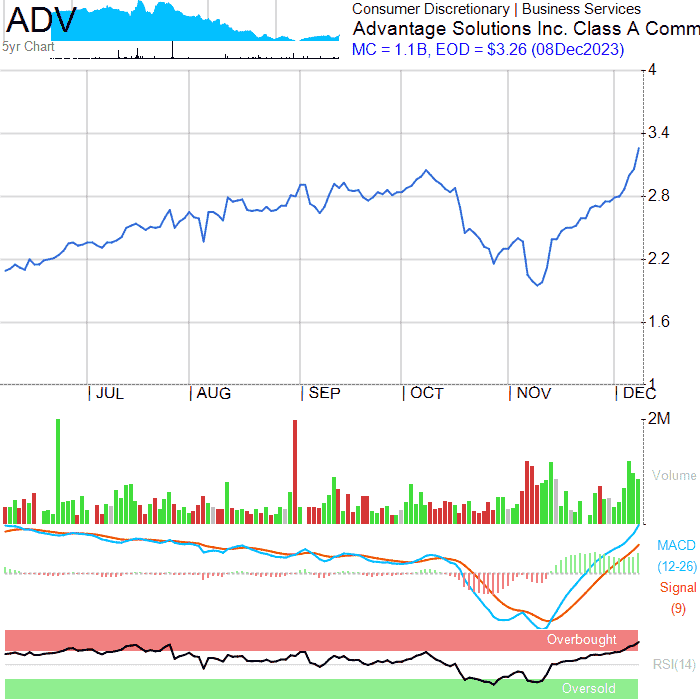 ADV
5yr Chart
Consumer Discretionary | Business Services
Advantage Solutions Inc. Class A Comm
MC = 1.1B, EOD = $3.26 (08Dec2023)
4
3.4
2.8
2.2
1.6
1
JUL
AUG
SEP
OCT
NOV
DEC
2M
Volume
MACD
(12-26)
Signal
(9)
Overbought
RSI(14)
Oversold